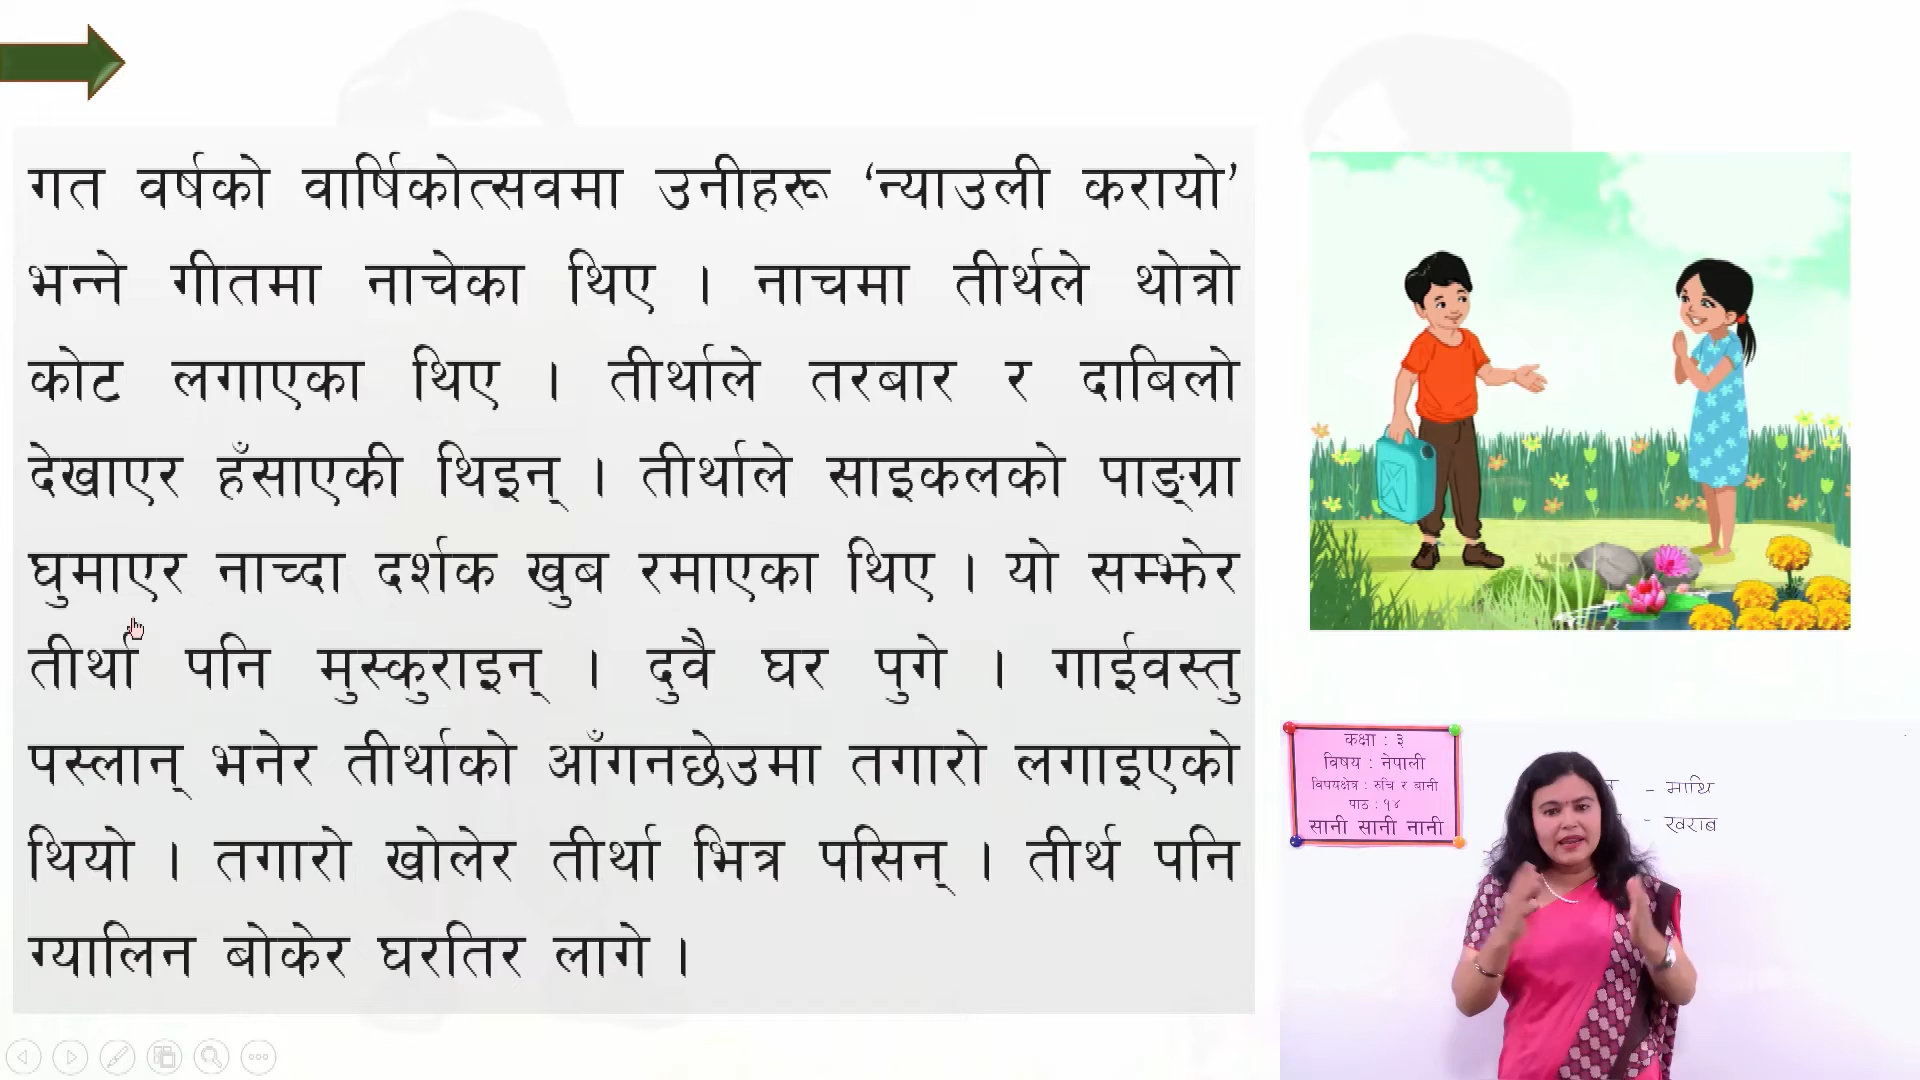 गत वर्षको वार्षिकोत्सवमा उनीहरू ‘न्याउली करायो’
भन्ने गीतमा नाचेका थिए । नाचमा तीर्थले थोत्रो
कोट लगाएका थिए । तीर्थाले तरबार र दाबिलो
देखाएर हँसाएकी थिइन् । तीर्थाले साइकलको पाङ्ग्रा
घुमाएर नाच्दा दर्शक खुब रमाएका थिए । यो सम्झेर
तीर्था पनि मुस्कुराइन् । दुवै घर पुगे । गाईवस्तु
पस्लान् भनेर तीर्थाको आँगनछेउमा तगारो लगाइएको
थियो । तगारो खोलेर तीर्था भित्र पसिन् । तीर्थ पनि
ग्यालिन बोकेर घरतिर लागे ।
कक्षा : ३
विषय : नेपाली
विषयक्षेत्र : रुचि र बानी
पाठ : १४
सानी सानी नानी
- माथि
- खराब